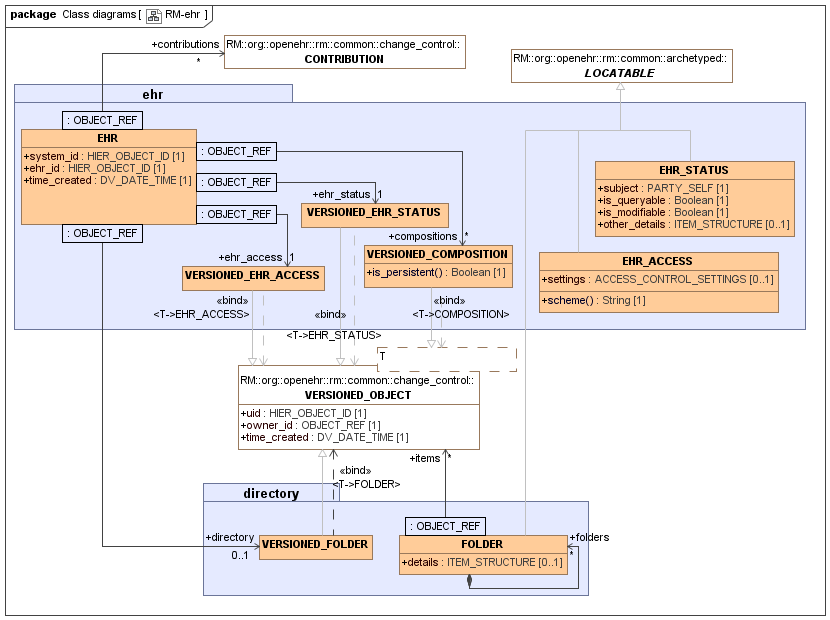 package Class diagrams [ RM-ehr ]
+contributions
*
RM::org::openehr::rm::common::change_control::
CONTRIBUTION
RM::org::openehr::rm::common::archetyped::
LOCATABLE
ehr
: OBJECT_REF
EHR
+system_id : HIER_OBJECT_ID [1]
+ehr_id : HIER_OBJECT_ID [1]
+time_created : DV_DATE_TIME [1]
: OBJECT_REF
: OBJECT_REF
: OBJECT_REF
: OBJECT_REF
+ehr_status
1
VERSIONED_EHR_STATUS
EHR_STATUS
+subject : PARTY_SELF [1]
+is_queryable : Boolean [1]
+is_modifiable : Boolean [1]
+other_details : ITEM_STRUCTURE [0..1]
+compositions
*
VERSIONED_COMPOSITION
+is_persistent() : Boolean [1]
+ehr_access
1
VERSIONED_EHR_ACCESS
EHR_ACCESS
+settings : ACCESS_CONTROL_SETTINGS [0..1]
+scheme() : String [1]
«bind»
<T->EHR_ACCESS>
«bind»
<T->EHR_STATUS>
«bind»
<T->COMPOSITION>
T
RM::org::openehr::rm::common::change_control::
VERSIONED_OBJECT
+uid : HIER_OBJECT_ID [1]
+owner_id : OBJECT_REF [1]
+time_created : DV_DATE_TIME [1]
+items
*
«bind»
<T->FOLDER>
directory
: OBJECT_REF
+directory
0..1
VERSIONED_FOLDER
FOLDER
+details : ITEM_STRUCTURE [0..1]
+folders
*